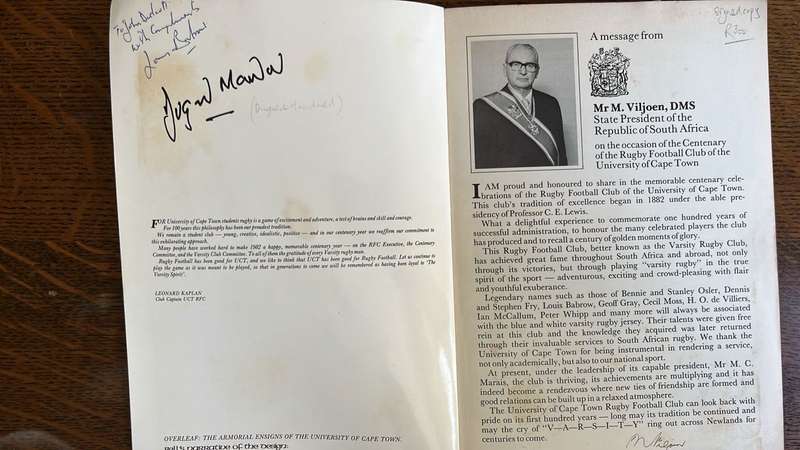 To John
with Compliments
Louis Babrow
FOR University of Cape Town students rugby is a game of excitement and adventure, a test of brains and skill and courage.
For 100 years this philosophy has been our proudest tradition.
We remain a student club — young, creative, idealistic, positive — and in our centenary year we reaffirm our commitment to
this exhilarating approach.
Many people have worked hard to make 1982 a happy, memorable centenary year — on the RFC Executive, the Centenary
Committee, and the Varsity Club Committee. To all of them the gratitude of every Varsity rugby man.
Rugby Football has been good for UCT, and we like to think that UCT has been good for Rugby Football. Let us continue to
play the game as it was meant to be played, so that in generations to come we will be remembered as having been loyal to 'The
Varsity Spirit'.
LEONARD KAPLAN
Club Captain UCT RFC
OVERLEAF: THE ARMORIAL ENSIGNS OF THE UNIVERSITY OF CAPE TOWN.
Bell's NARRATIVE OF THE DESIGN:
Signed copy
R300
A message from
Mr M. Viljoen, DMS
State President of the
Republic of South Africa
on the occasion of the Centenary
of the Rugby Football Club of the
University of Cape Town
I AM proud and honoured to share in the memorable centenary cele-
brations of the Rugby Football Club of the University of Cape Town.
This club's tradition of excellence began in 1882 under the able pre-
sidency of Professor C. E. Lewis.
What a delightful experience to commemorate one hundred years of
successful administration, to honour the many celebrated players the club
has produced and to recall a century of golden moments of glory.
This Rugby Football Club, better known as the Varsity Rugby Club,
has achieved great fame throughout South Africa and abroad, not only
through its victories, but through playing "varsity rugby" in the true
spirit of the sport — adventurous, exciting and crowd-pleasing with flair
and youthful exuberance.
Legendary names such as those of Bennie and Stanley Osler, Dennis
and Stephen Fry, Louis Babrow, Geoff Gray, Cecil Moss, H. O. de Villiers,
Ian McCallum, Peter Whipp and many more will always be associated
with the blue and white varsity rugby jersey. Their talents were given free
rein at this club and the knowledge they acquired was later returned
through their invaluable services to South African rugby. We thank the
University of Cape Town for being instrumental in rendering a service,
not only academically, but also to our national sport.
At present, under the leadership of its capable president, Mr M. C.
Marais, the club is thriving, its achievements are multiplying and it has
indeed become a rendezvous where new ties of friendship are formed and
good relations can be built up in a relaxed atmosphere.
The University of Cape Town Rugby Football Club can look back with
pride on its first hundred years — long may its tradition be continued and
may the cry of "V—A—R—S—I—T—Y" ring out across Newlands for
centuries to come.